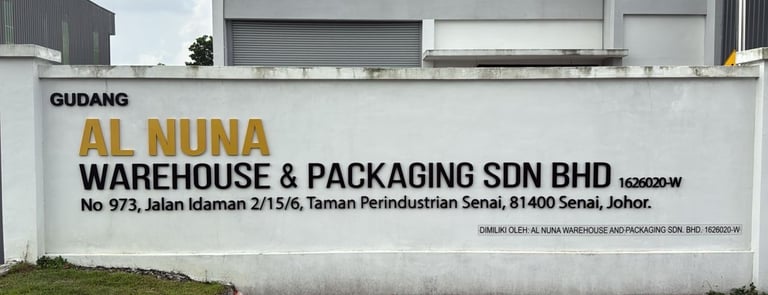 GUDANG
AL NUNA
WAREHOUSE & PACKAGING SDN BHD 1626020-W
No 973, Jalan Idaman 2/15/6, Taman Perindustrian Senai, 81400 Senai, Johor.
DIMILIKI OLEH: AL NUNA WAREHOUSE AND PACKAGING SDN. BHD. 1626020-W